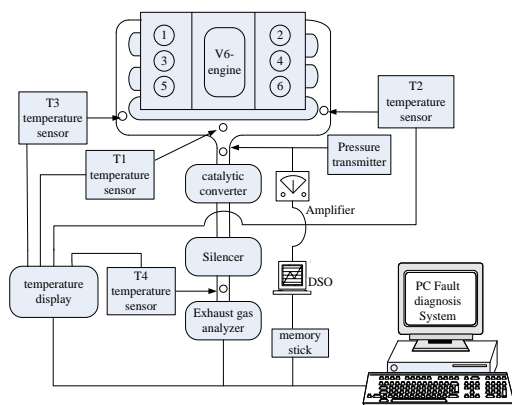 1
2
V6-
engine
3
4
5
6
T3
temperature
sensor
T2
temperature
sensor
T1
temperature
sensor
Pressure
transmitter
catalytic
converter
Amplifier
Silencer
temperature
display
T4
temperature
sensor
DSO
Exhaust gas
analyzer
memory
stick
PC Fault
diagnosis
System